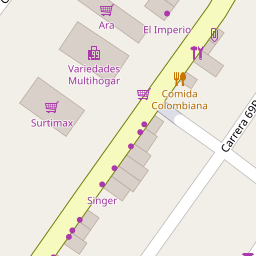 Ara
El Imperio
Variedades
Multihogar
Comida
Colombiana
Surtimax
Carrera 69
Singer